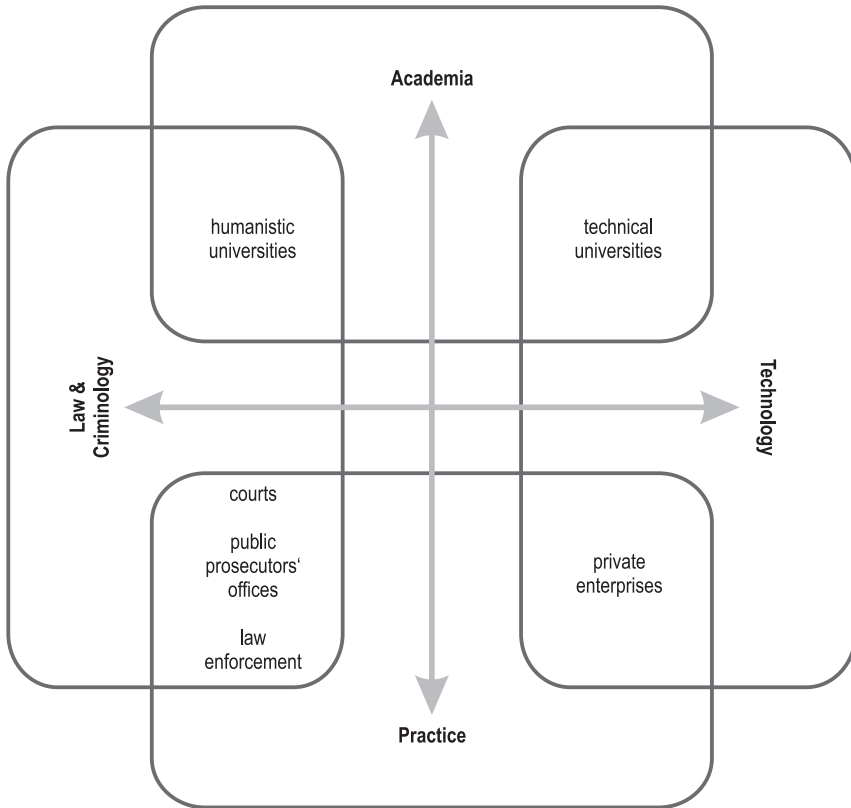 Academia
humanistic
universities
technical
universities
Law &
Criminology
Technology
courts
public
prosecutors‘
offices
law
enforcement
private
enterprises
Practice